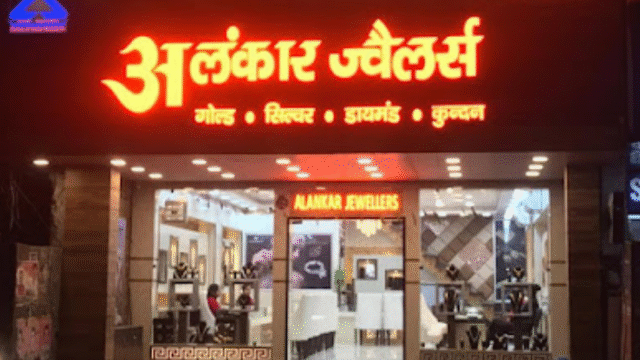 अलंकार ज्वैलर्स
गोल्ड • सिल्वर • डायमंड • कुन्दन
ALANKAR JEWELLERS